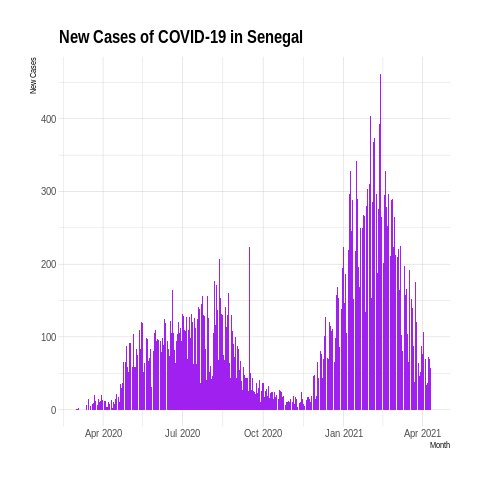 New Cases of COVID-19 in Senegal
New Cases
400
300
200
100
0
Apr 2020 Jul 2020 Oct 2020 Jan 2021 Apr 2021
Month